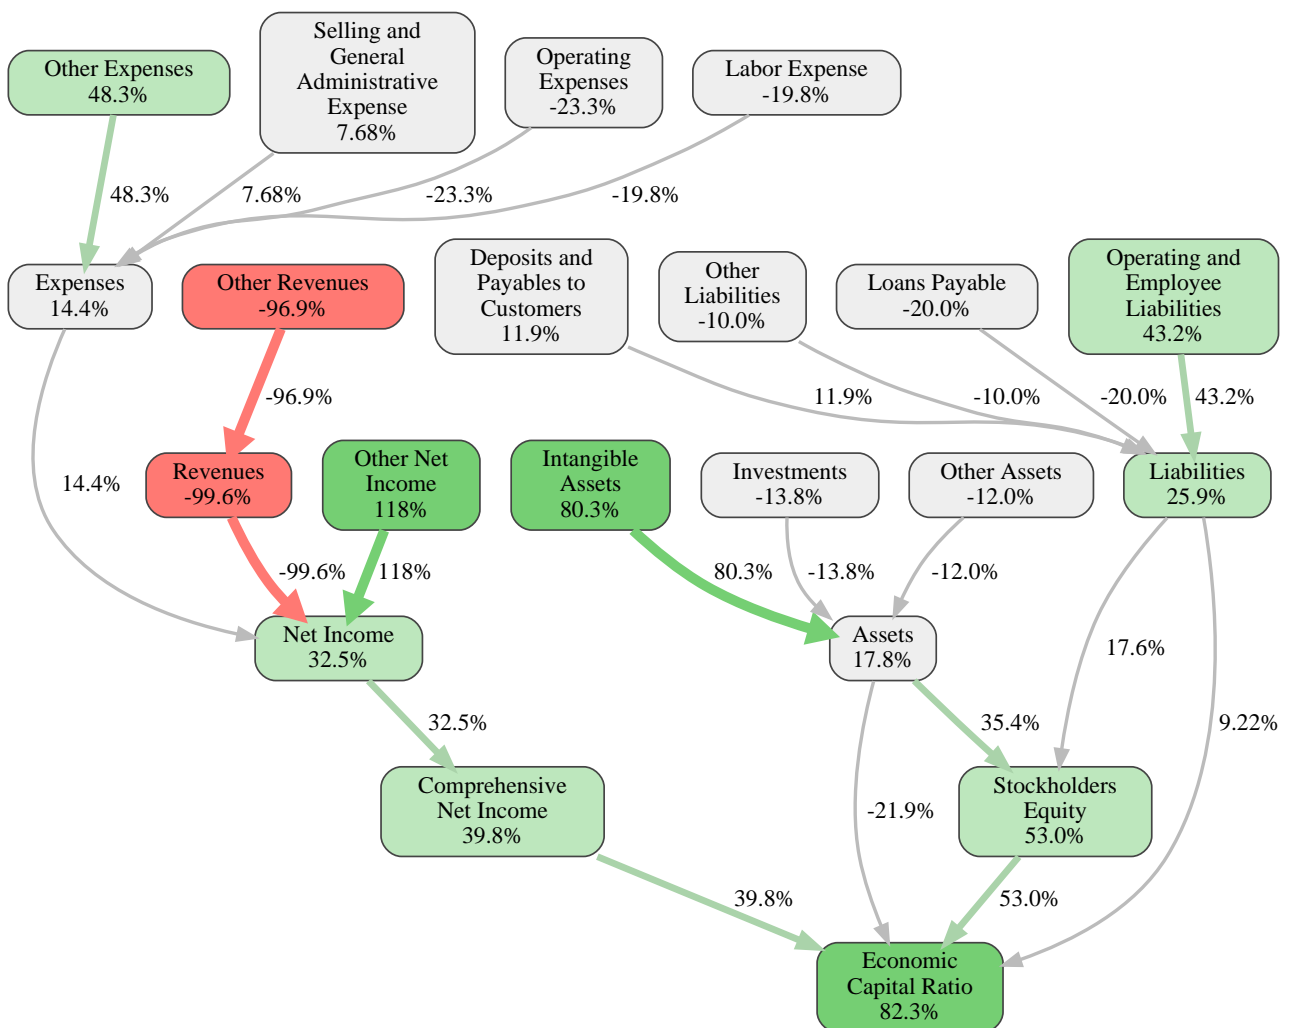 Other Expenses
48.3%
Selling and
General
Administrative
Expense
7.68%
Operating
Expenses
-23.3%
Labor Expense
-19.8%
48.3%
7.68%
-23.3%
-19.8%
Expenses
14.4%
Other Revenues
-96.9%
Deposits and
Payables to
Customers
11.9%
Other
Liabilities
-10.0%
Loans Payable
-20.0%
Operating and
Employee
Liabilities
43.2%
-96.9%
11.9%
-10.0%
-20.0%
43.2%
14.4%
Revenues
-99.6%
Other Net
Income
118%
Intangible
Assets
80.3%
Investments
-13.8%
Other Assets
-12.0%
Liabilities
25.9%
-99.6%
118%
80.3%
-13.8%
-12.0%
Net Income
32.5%
Assets
17.8%
17.6%
32.5%
35.4%
9.22%
Comprehensive
Net Income
39.8%
-21.9%
Stockholders
Equity
53.0%
39.8%
53.0%
Economic
Capital Ratio
82.3%